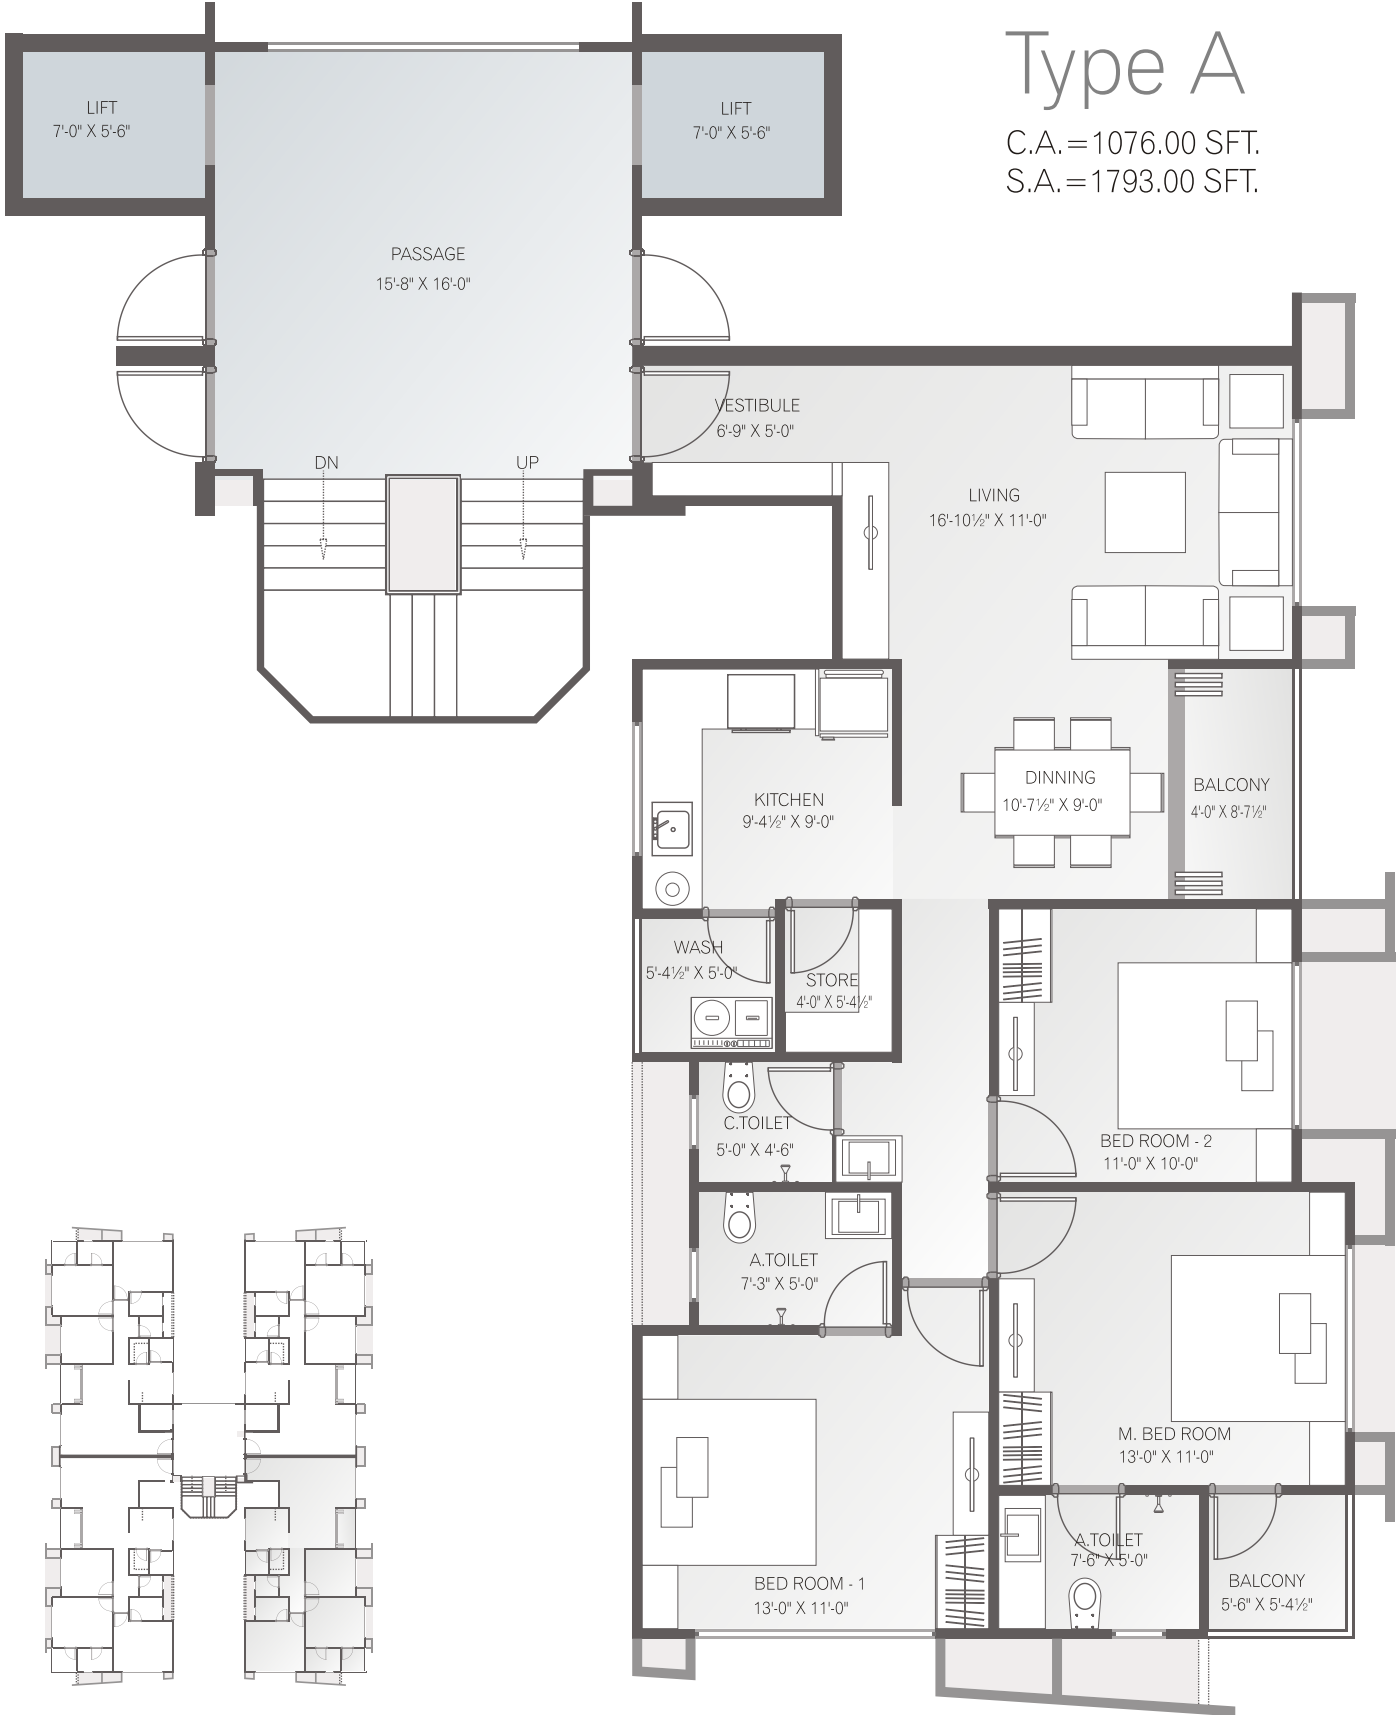 Type A
C.A.=1076.00 SFT.
S.A.=1793.00 SFT.
LIFT
7'-0" X 5'-6"
LIFT
7'-0" X 5'-6"
PASSAGE
15'-8" X 16'-0"
VESTIBULE
6'-9" X 5'-0"
DN
UP
LIVING
16'-10½" X 11'-0"
DINNING
10'-7½" X 9'-0"
BALCONY
4'-0" X 8'-7½"
KITCHEN
9'-4½" X 9'-0"
WASH
5'-4½" X 5'-0"
STORE
4'-0" X 5'-4½"
C.TOILET
5'-0" X 4'-6"
BED ROOM - 2
11'-0" X 10'-0"
A.TOILET
7'-3" X 5'-0"
M. BED ROOM
13'-0" X 11'-0"
A.TOILET
7'-6" X 5'-0"
BED ROOM - 1
13'-0" X 11'-0"
BALCONY
5'-6" X 5'-4½"